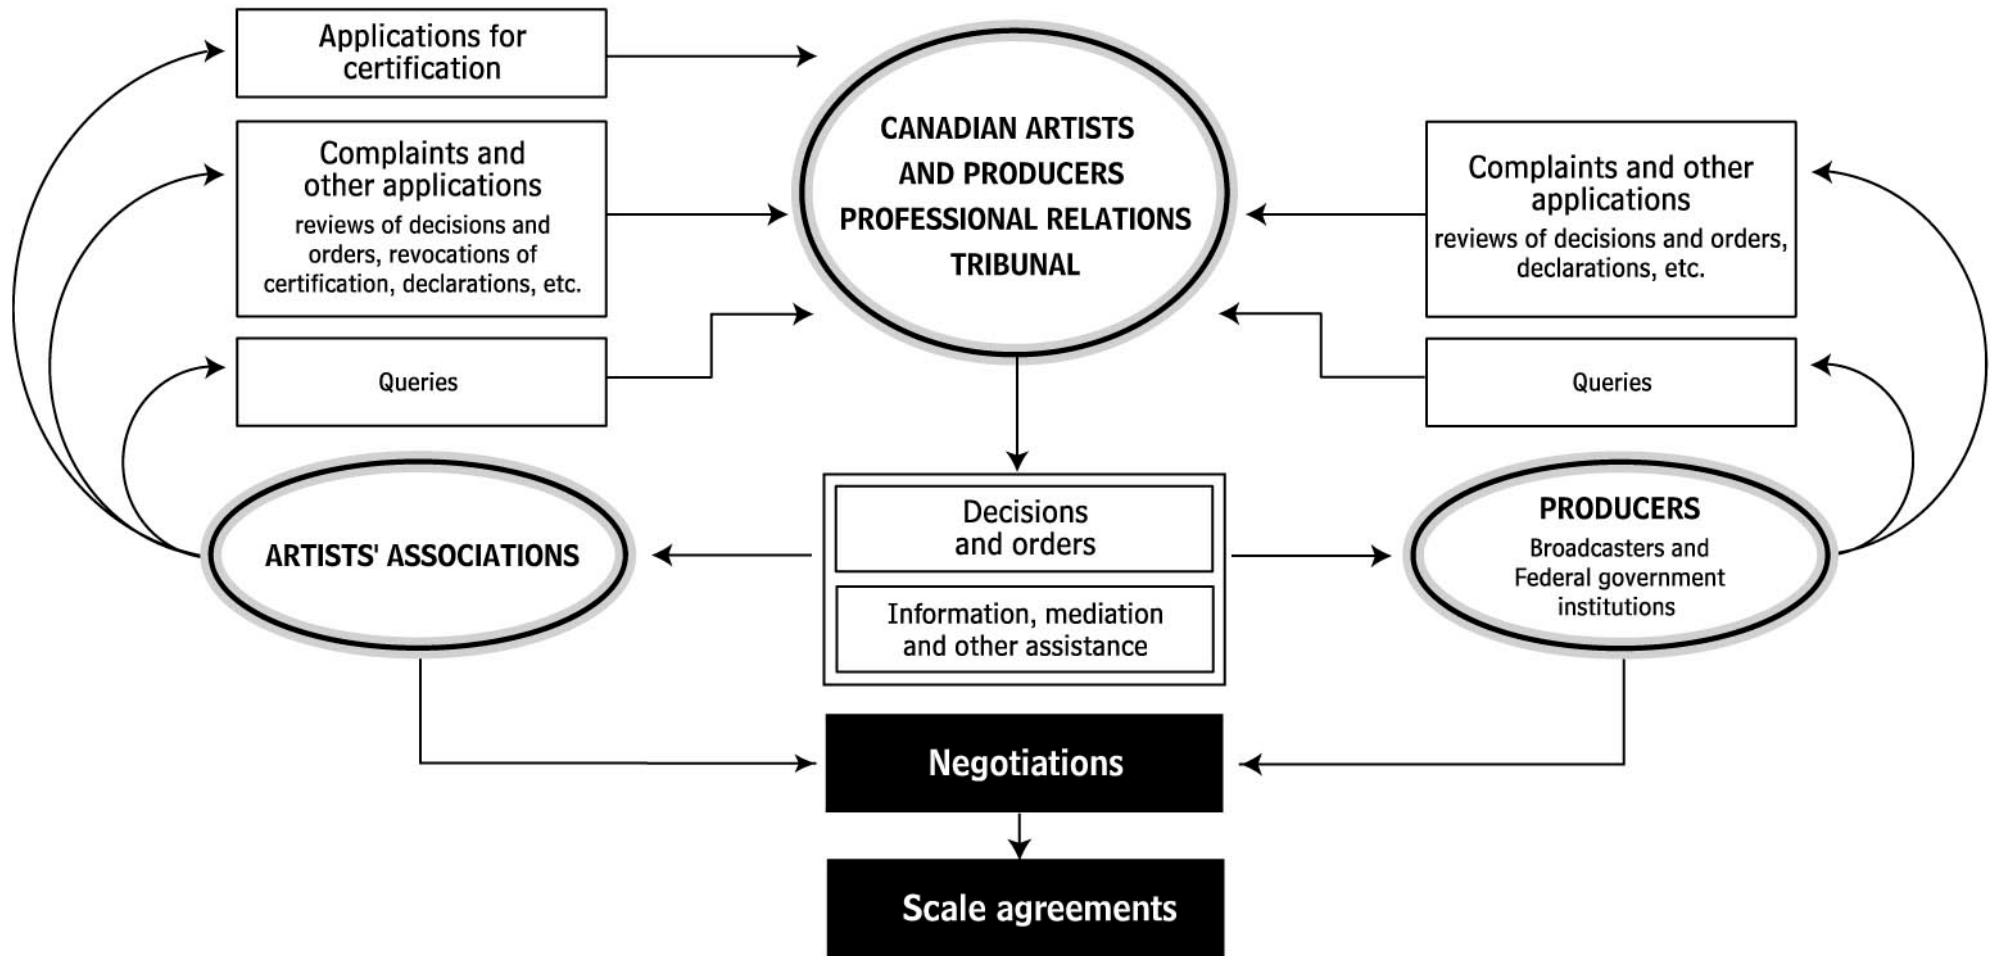 Applications for
certification
Complaints and
other applications
reviews of decisions and
orders, revocations of
certification, declarations, etc.
Queries
CANADIAN ARTISTS
AND PRODUCERS
PROFESSIONAL RELATIONS
TRIBUNAL
Complaints and other
applications
reviews of decisions and orders,
declarations, etc.
Queries
ARTISTS' ASSOCIATIONS
Decisions
and orders
Information, mediation
and other assistance
PRODUCERS
Broadcasters and
Federal government
institutions
Negotiations
Scale agreements